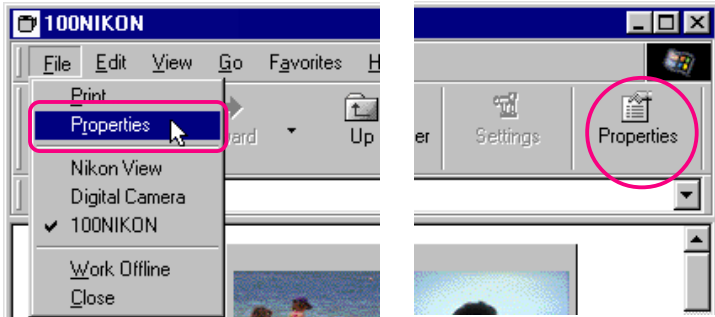 100NIKON
File Edit View Go Favorites H
Print
Properties
Up
er Settings Properties
Nikon View
Digital Camera
100NIKON
Work Offline
Close